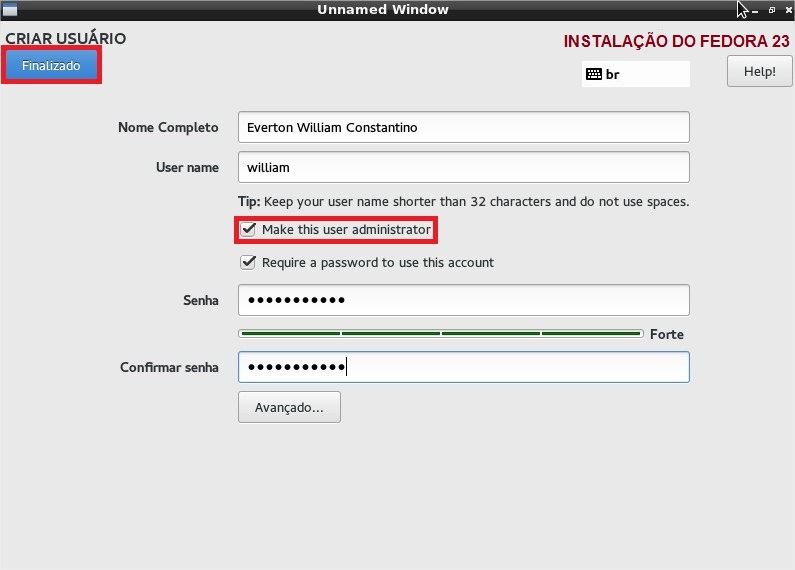 Unnamed Window
CRIAR USUÁRIO
INSTALAÇÃO DO FEDORA 23
Finalizado
br
Help!
Nome Completo
Everton William Constantino
User name
william
Tip: Keep your user name shorter than 32 characters and do not use spaces.
Make this user administrator
Require a password to use this account
Senha
●●●●●●●●●●●
Forte
Confirmar senha
●●●●●●●●●●●
Avançado...